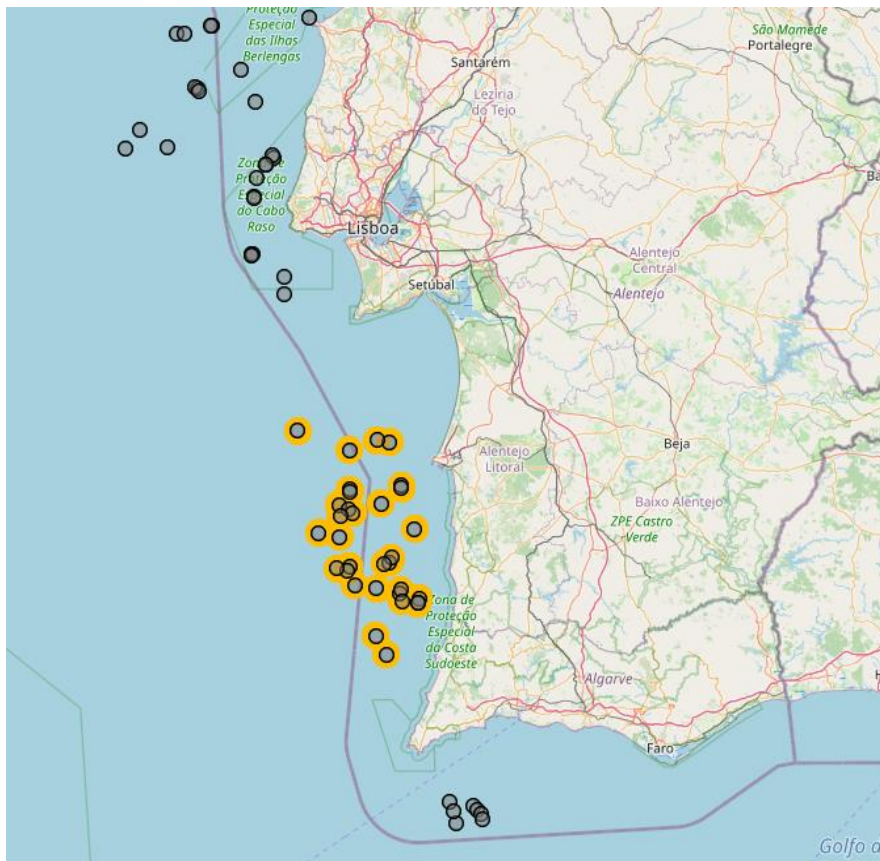 Proteção
Especial
das Ilhas
Berlengas
São Mamede
Portalegre
Santarém
Lezíria
do Tejo
Zona de
Proteção
Especial
do Cabo
Raso
Lisboa
Alentejo
Central
Setúbal
Alentejo
Alentejo
Litoral
Beja
Baixo Alentejo
ZPE Castro
Verde
Zona de
Proteção
Especial
da Costa
Sudoeste
Algarve
Faro
Golfo d